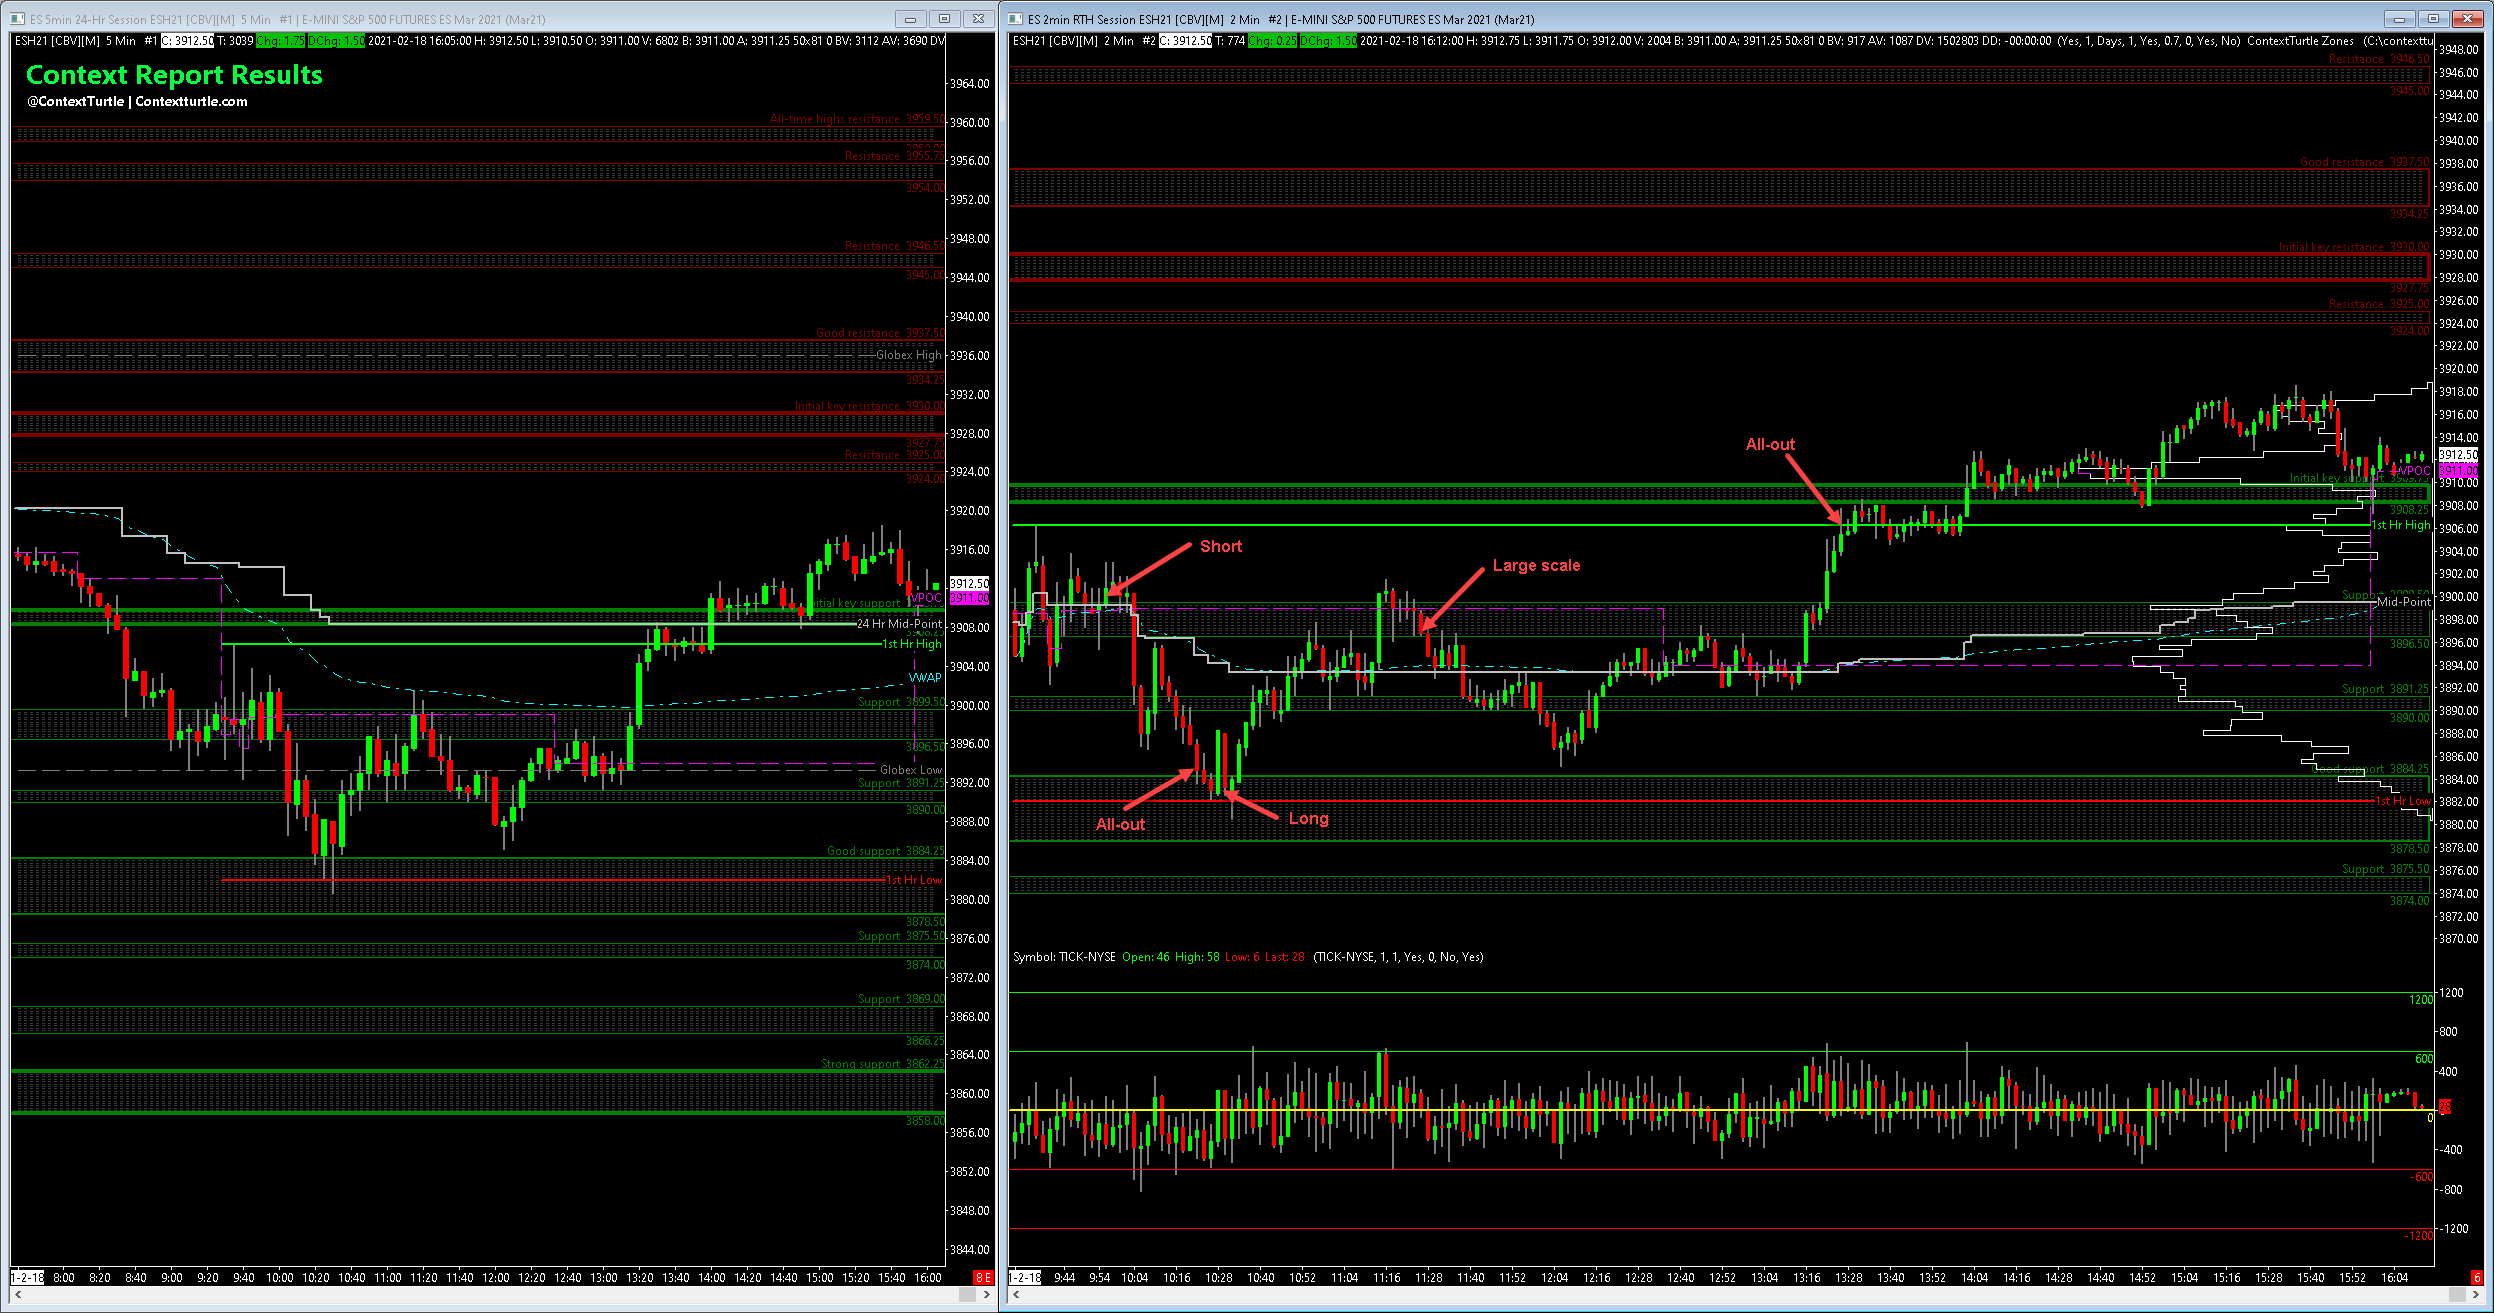 ES 5min 24-Hr Session ESH21 [CBV][M] 5 Min #1 | E-MINI S&P 500 FUTURES ES Mar 2021 (Mar21)
ESH21 [CBV][M] 5 Min #1 C: 3912.50 T: 3039 Chg: 1.75 DChg: 1.50 2021-02-18 16:05:00 H: 3912.50 L: 3910.50 O: 3911.00 V: 6802 B: 3911.00 A: 3911.25 50x81 0 BV: 3112 AV: 3690 DV
Context Report Results
@ContextTurtle | Contextturtle.com
All-time highs resistance 3959.50
Resistance 3955.75
3954.00
Resistance 3946.50
3945.00
Good resistance 3937.50
Globex High
3934.25
Initial key resistance 3930.00
3927.75
Resistance 3925.00
3924.00
VPOC
Initial key support
24 Hr Mid-Point
3908.25
1st Hr High
VWAP
Support 3899.50
3896.50
Globex Low
Support 3891.25
3890.00
Good support 3884.25
1st Hr Low
3878.50
Support 3875.50
3874.00
Support 3869.00
3866.25
Strong support 3862.25
3858.00
3964.00
3960.00
3956.00
3952.00
3948.00
3944.00
3940.00
3936.00
3932.00
3928.00
3924.00
3920.00
3916.00
3912.50
3911.00
3908.00
3904.00
3900.00
3896.00
3892.00
3888.00
3884.00
3880.00
3876.00
3872.00
3868.00
3864.00
3860.00
3856.00
3852.00
3848.00
3844.00
1-2-18 8:00 8:20 8:40 9:00 9:20 9:40 10:00 10:20 10:40 11:00 11:20 11:40 12:00 12:20 12:40 13:00 13:20 13:40 14:00 14:20 14:40 15:00 15:20 15:40 16:00 8 E
ES 2min RTH Session ESH21 [CBV][M] 2 Min #2 | E-MINI S&P 500 FUTURES ES Mar 2021 (Mar21)
ESH21 [CBV][M] 2 Min #2 C: 3912.50 T: 774 Chg: 0.25 DChg: 1.50 2021-02-18 16:12:00 H: 3912.75 L: 3911.75 O: 3912.00 V: 2004 B: 3911.00 A: 3911.25 50x81 0 BV: 917 AV: 1087 DV: 1502803 DD: -00:00:00 (Yes, 1, Days, 1, Yes, 0.7, 0, Yes, No) ContextTurtle Zones (C:\contexttu
Resistance 3946.50
3945.00
Good resistance 3937.50
3934.25
Initial key resistance 3930.00
3927.75
Resistance 3925.00
3924.00
All-out
VPOC
Initial key support 3909.75
3908.25
1st Hr High
Short
Large scale
Support 3899.50
Mid-Point
3896.50
Support 3891.25
3890.00
Good support 3884.25
1st Hr Low
All-out
Long
3878.50
Support 3875.50
3874.00
3948.00
3946.00
3944.00
3942.00
3940.00
3938.00
3936.00
3934.00
3932.00
3930.00
3928.00
3926.00
3924.00
3922.00
3920.00
3918.00
3916.00
3914.00
3912.50
3911.00
3910.00
3908.00
3906.00
3904.00
3902.00
3900.00
3898.00
3896.00
3894.00
3892.00
3890.00
3888.00
3886.00
3884.00
3882.00
3880.00
3878.00
3876.00
3874.00
3872.00
3870.00
Symbol: TICK-NYSE Open: 46 High: 58 Low: 6 Last: 28 (TICK-NYSE, 1, 1, Yes, 0, No, Yes)
1200
600
0
-600
-1200
1200
800
400
28
-400
-800
-1200
1-2-18 9:44 9:54 10:04 10:16 10:28 10:40 10:52 11:04 11:16 11:28 11:40 11:52 12:04 12:16 12:28 12:40 12:52 13:04 13:16 13:28 13:40 13:52 14:04 14:16 14:28 14:40 14:52 15:04 15:16 15:28 15:40 15:52 16:04 6